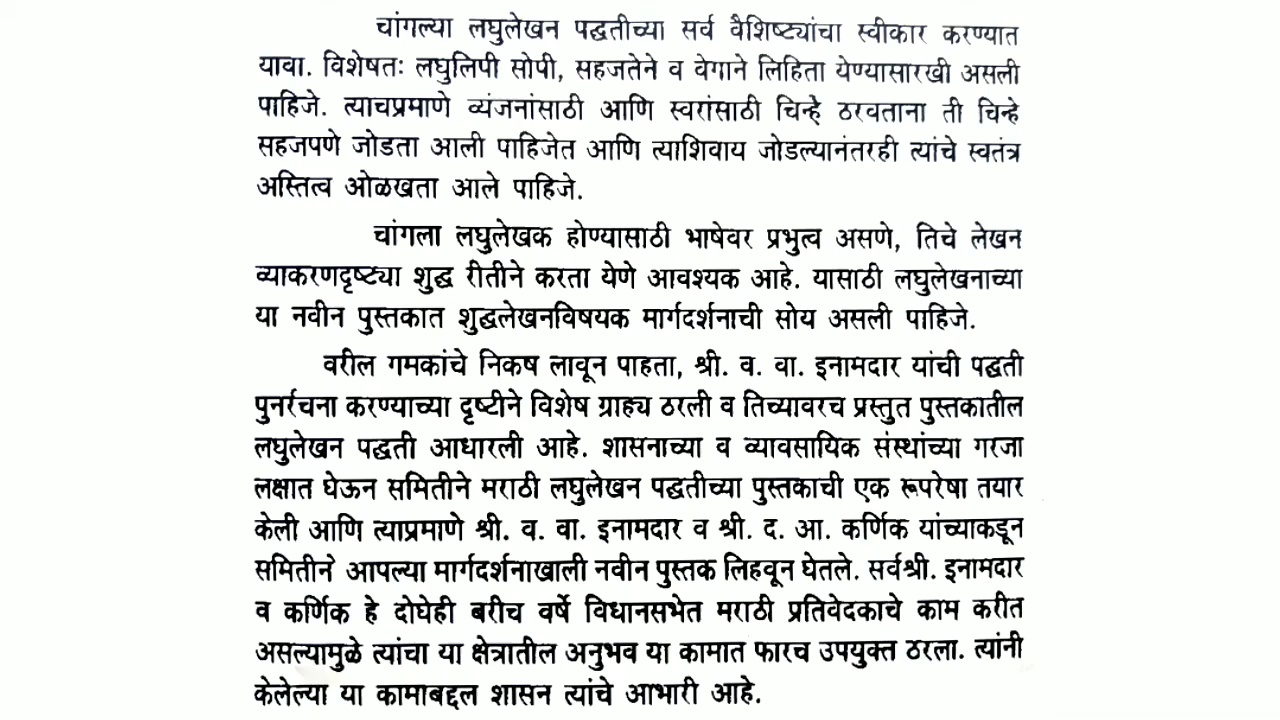 चांगल्या लघुलेखन पद्धतीच्या सर्व वैशिष्ट्यांचा स्वीकार करण्यात
यावा. विशेषतः लघुलिपी सोपी, सहजतेने व वेगाने लिहिता येण्यासारखी असली
पाहिजे. त्याचप्रमाणे व्यंजनांसाठी आणि स्वरांसाठी चिन्हे ठरवताना ती चिन्हे
सहजपणे जोडता आली पाहिजेत आणि त्याशिवाय जोडल्यानंतरही त्यांचे स्वतंत्र
अस्तित्व ओळखता आले पाहिजे.
चांगला लघुलेखक होण्यासाठी भाषेवर प्रभुत्व असणे, तिचे लेखन
व्याकरणदृष्ट्या शुद्ध रीतीने करता येणे आवश्यक आहे. यासाठी लघुलेखनाच्या
या नवीन पुस्तकात शुद्धलेखनविषयक मार्गदर्शनाची सोय असली पाहिजे.
वरील गमकांचे निकष लावून पाहता, श्री. व. वा. इनामदार यांची पद्धती
पुनर्रचना करण्याच्या दृष्टीने विशेष ग्राह्य ठरली व तिच्यावरच प्रस्तुत पुस्तकातील
लघुलेखन पद्धती आधारली आहे. शासनाच्या व व्यावसायिक संस्थांच्या गरजा
लक्षात घेऊन समितीने मराठी लघुलेखन पद्धतीच्या पुस्तकाची एक रूपरेषा तयार
केली आणि त्याप्रमाणे श्री. व. वा. इनामदार व श्री. द. आ. कर्णिक यांच्याकडून
समितीने आपल्या मार्गदर्शनाखाली नवीन पुस्तक लिहवून घेतले. सर्वश्री. इनामदार
व कर्णिक हे दोघेही बरीच वर्षे विधानसभेत मराठी प्रतिवेदकाचे काम करीत
असल्यामुळे त्यांचा या क्षेत्रातील अनुभव या कामात फारच उपयुक्त ठरला. त्यांनी
केलेल्या या कामाबद्दल शासन त्यांचे आभारी आहे.